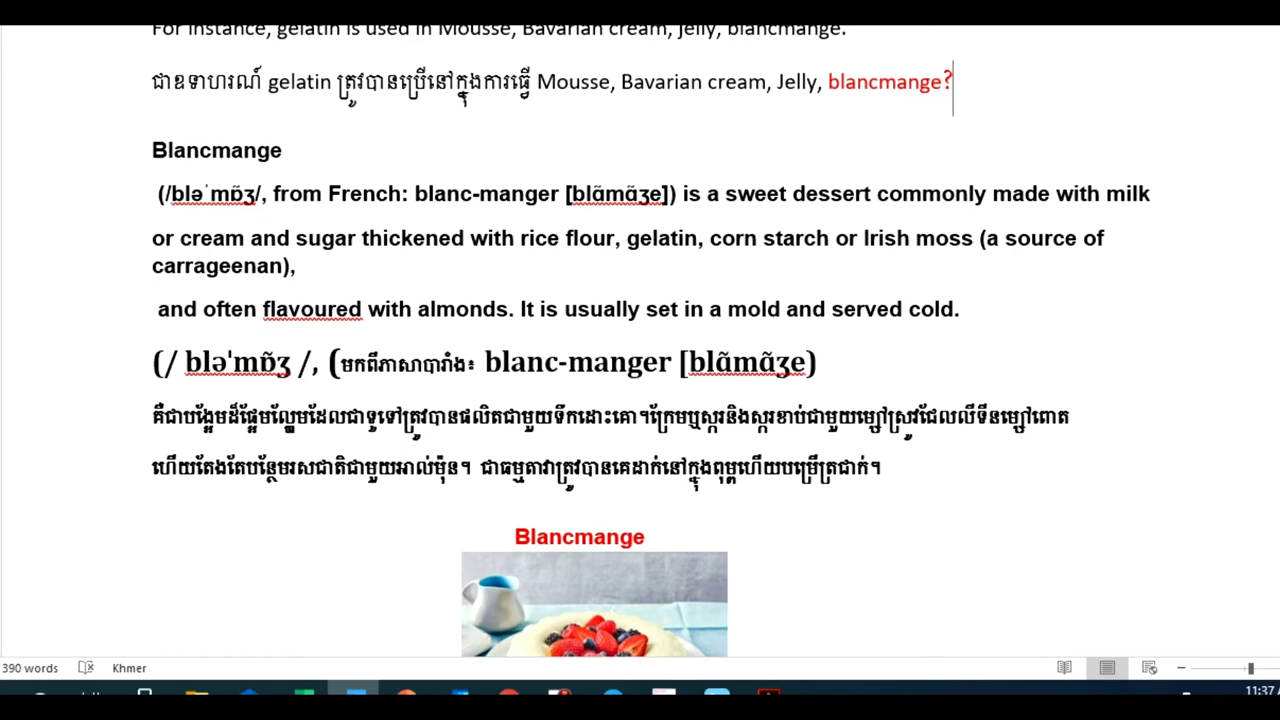 For instance, gelatin is used in Mousse, Bavarian cream, Jelly, blancmange.
ជាឧទាហរណ៍ gelatin ត្រូវបានប្រើនៅក្នុងការធ្វើ Mousse, Bavarian cream, Jelly, blancmange?
Blancmange
(/bləˈmɒ̃ʒ/, from French: blanc-manger [blɑ̃mɑ̃ʒe]) is a sweet dessert commonly made with milk
or cream and sugar thickened with rice flour, gelatin, corn starch or Irish moss (a source of
carrageenan),
and often flavoured with almonds. It is usually set in a mold and served cold.
(/ bləˈmɒ̃ʒ /, (មកពីភាសាបារាំង៖ blanc-manger [blɑ̃mɑ̃ʒe)
គឺជាបង្អែមដ៏ផ្អែមល្ហែមដែលជាទូទៅត្រូវបានផលិតជាមួយទឹកដោះគោ។ក្រែមឬស្ករនិងស្ករខាប់ជាមួយម្សៅស្រូវជែលលីទីនម្សៅពោត
ហើយតែងតែបន្ថែមរសជាតិជាមួយអាល់ម៉ុន។ ជាធម្មតាវាត្រូវបានគេដាក់នៅក្នុងពុម្ពហើយបម្រើត្រជាក់។
Blancmange
390 words
Khmer
11:37